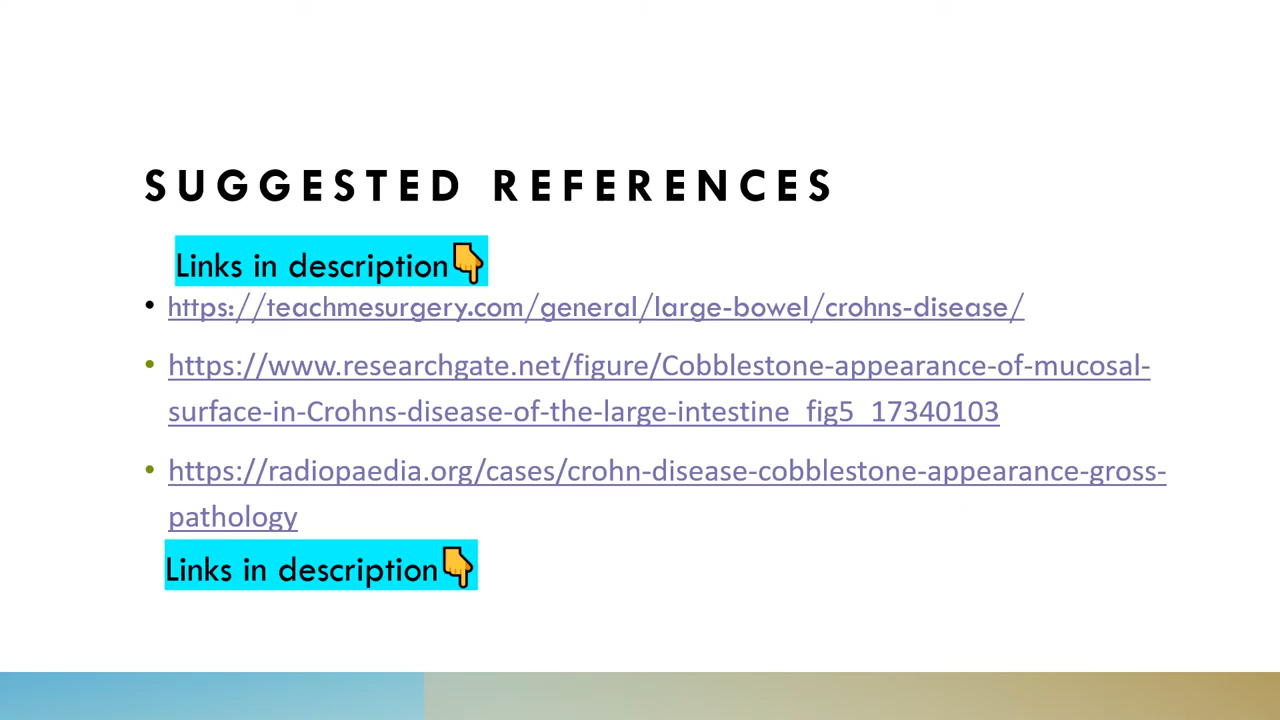 SUGGESTED REFERENCES
Links in description👇
• https://teachmesurgery.com/general/large-bowel/crohns-disease/
• https://www.researchgate.net/figure/Cobblestone-appearance-of-mucosal-
surface-in-Crohns-disease-of-the-large-intestine_fig5_17340103
• https://radiopaedia.org/cases/crohn-disease-cobblestone-appearance-gross-
pathology
Links in description👇